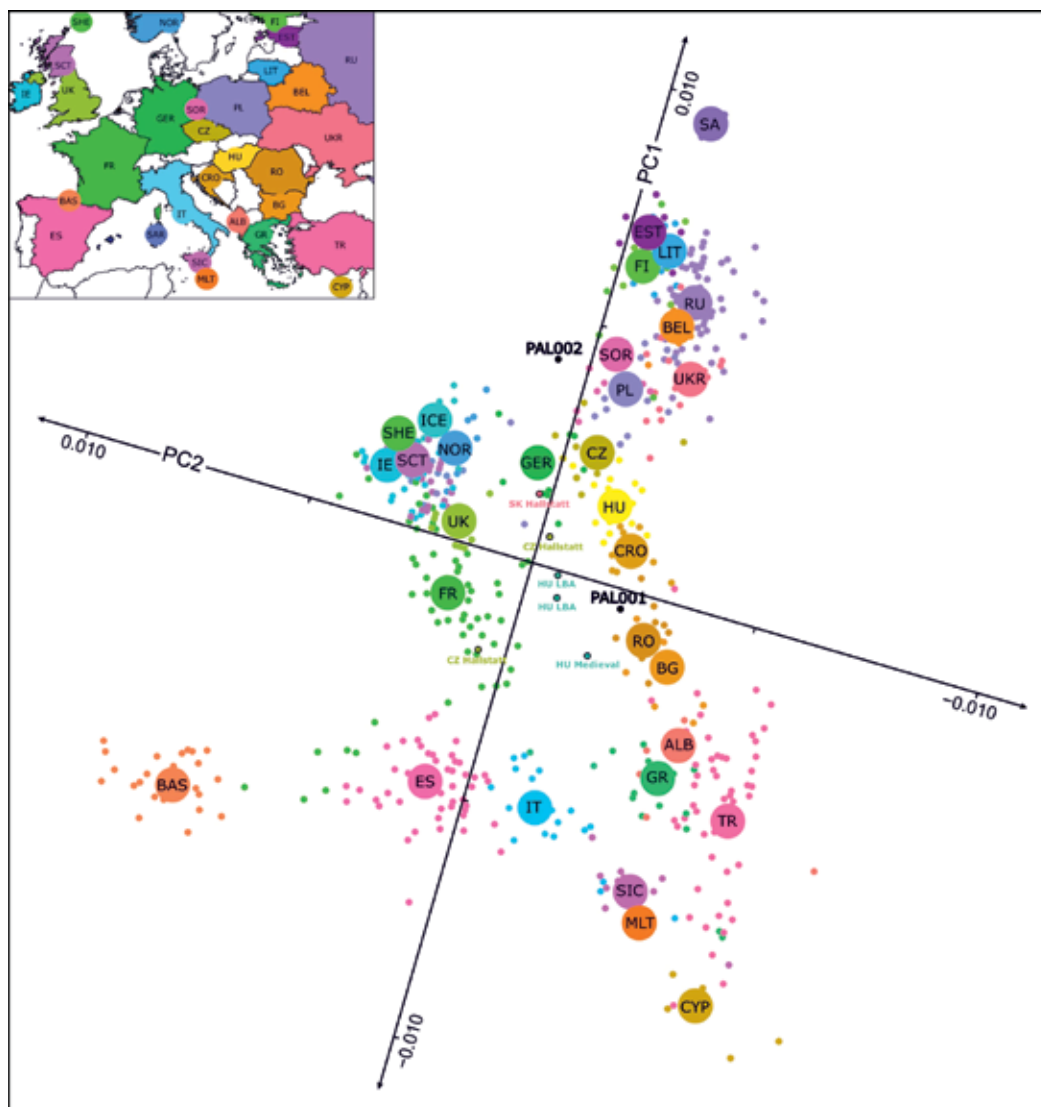 SHE
NOR
FI
EST
RU
SCT
IE
UK
LIT
BEL
GER
SOR
PL
CZ
UKR
FR
HU
CRO
RO
BAS
IT
BG
ES
SAR
ALB
GR
TR
SIC
MLT
CYP
0.010
SA
PC1
EST
LIT
FI
RU
BEL
PAL002
SOR
PL
UKR
0.010
PC2
ICE
SHE
NOR
SCT
IE
GER
CZ
SK Hallstatt
HU
UK
CZ Hallstatt
CRO
HU LBA
FR
HU LBA
PAL001
RO
CZ Hallstatt
HU Medieval
BG
−0.010
ALB
GR
BAS
ES
IT
TR
SIC
MLT
CYP
−0.010